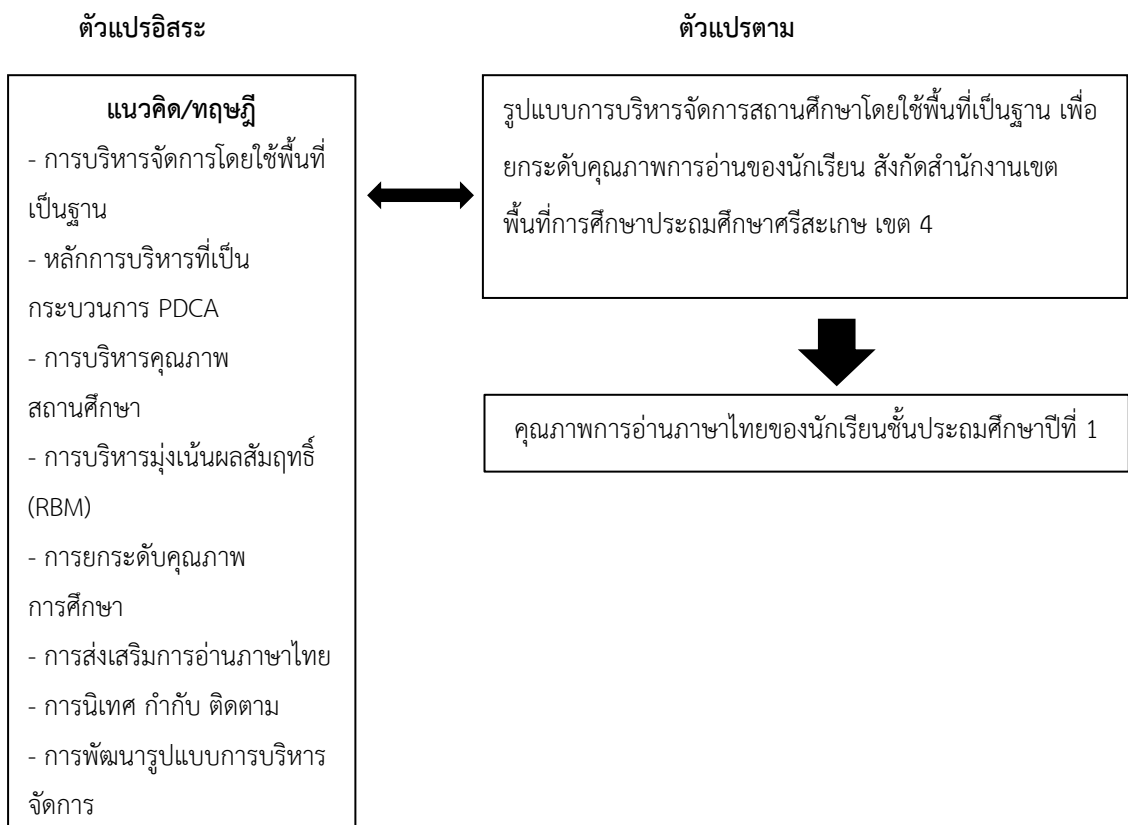 ตัวแปรอิสระ
ตัวแปรตาม
แนวคิด/ทฤษฎี
- การบริหารจัดการโดยใช้พื้นที่
เป็นฐาน
- หลักการบริหารที่เป็น
กระบวนการ PDCA
- การบริหารคุณภาพ
สถานศึกษา
- การบริหารมุ่งเน้นผลสัมฤทธิ์
(RBM)
- การยกระดับคุณภาพ
การศึกษา
- การส่งเสริมการอ่านภาษาไทย
- การนิเทศ กำกับ ติดตาม
- การพัฒนารูปแบบการบริหาร
จัดการ
รูปแบบการบริหารจัดการสถานศึกษาโดยใช้พื้นที่เป็นฐาน เพื่อ
ยกระดับคุณภาพการอ่านของนักเรียน สังกัดสำนักงานเขต
พื้นที่การศึกษาประถมศึกษาศรีสะเกษ เขต 4
คุณภาพการอ่านภาษาไทยของนักเรียนชั้นประถมศึกษาปีที่ 1